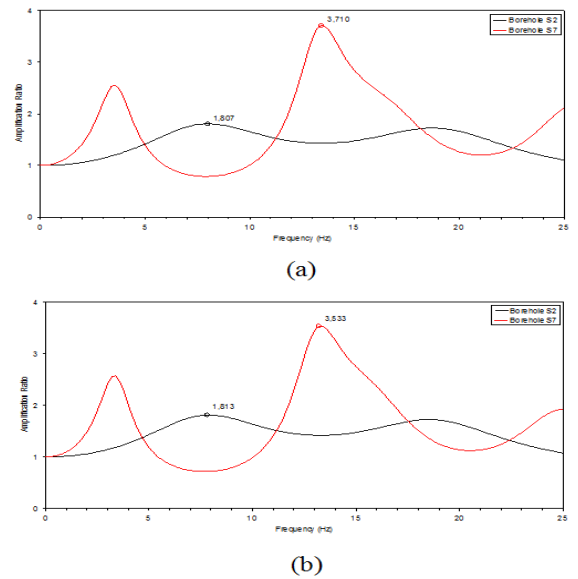 4
3,710
Borehole S2
Borehole S7
3
Amplification Ratio
2
1,807
1
0
0 5 10 15 20 25
Frequency (Hz)
(a)
4
3,533
Borehole S2
Borehole S7
3
Amplification Ratio
2
1,813
1
0
0 5 10 15 20 25
Frequency (Hz)
(b)